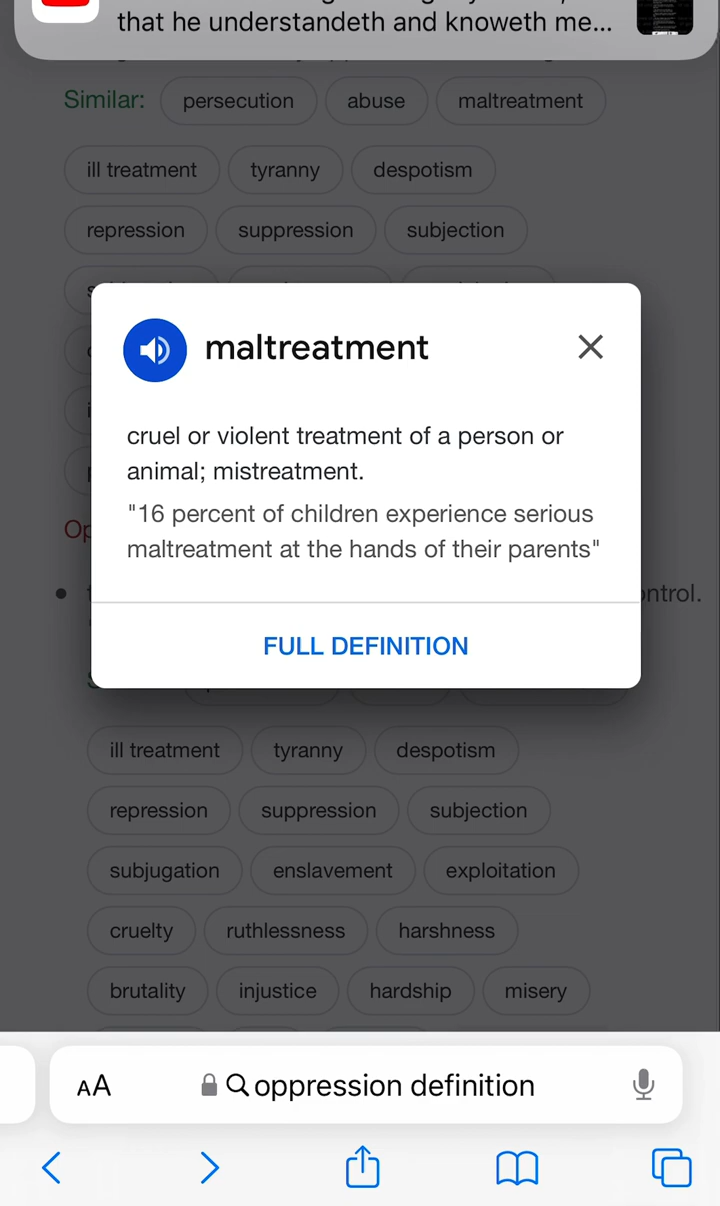 that he understandeth and knoweth me...
Similar: persecution abuse maltreatment
ill treatment tyranny despotism
repression suppression subjection
maltreatment
cruel or violent treatment of a person or
animal; mistreatment.
"16 percent of children experience serious
maltreatment at the hands of their parents"
FULL DEFINITION
ill treatment tyranny despotism
repression suppression subjection
subjugation enslavement exploitation
cruelty ruthlessness harshness
brutality injustice hardship misery
AA oppression definition